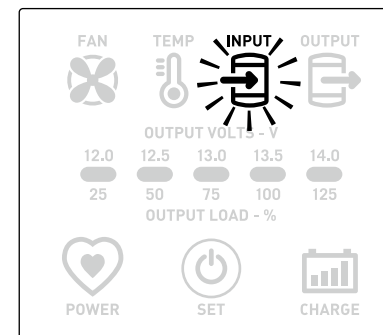 FAN TEMP INPUT OUTPUT
OUTPUT VOLTS - V
12.0 12.5 13.0 13.5 14.0
25 50 75 100 125
OUTPUT LOAD - %
POWER SET CHARGE